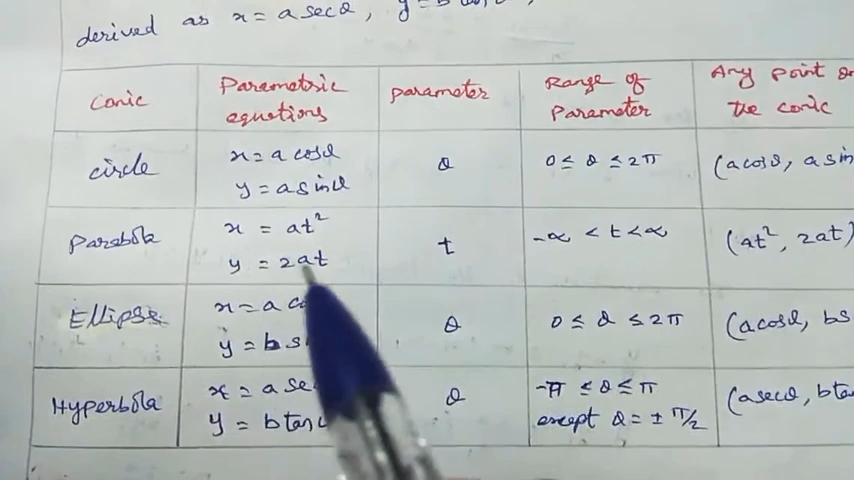 derived as x = a secθ, y = b
Conic
Parametric equations
parameter
Range of Parameter
Any point on the conic
circle
x = a cosθ
y = a sinθ
θ
0 ≤ θ ≤ 2π
(a cosθ, a sin
Parabola
x = at²
y = 2at
t
-∞ < t < ∞
(at², 2at)
Ellipse
x = a co
y = b s
θ
0 ≤ θ ≤ 2π
(a cosθ, bs
Hyperbola
x = a se
y = b tan
θ
-π ≤ θ ≤ π
except θ = ± π/2
(a secθ, b tan